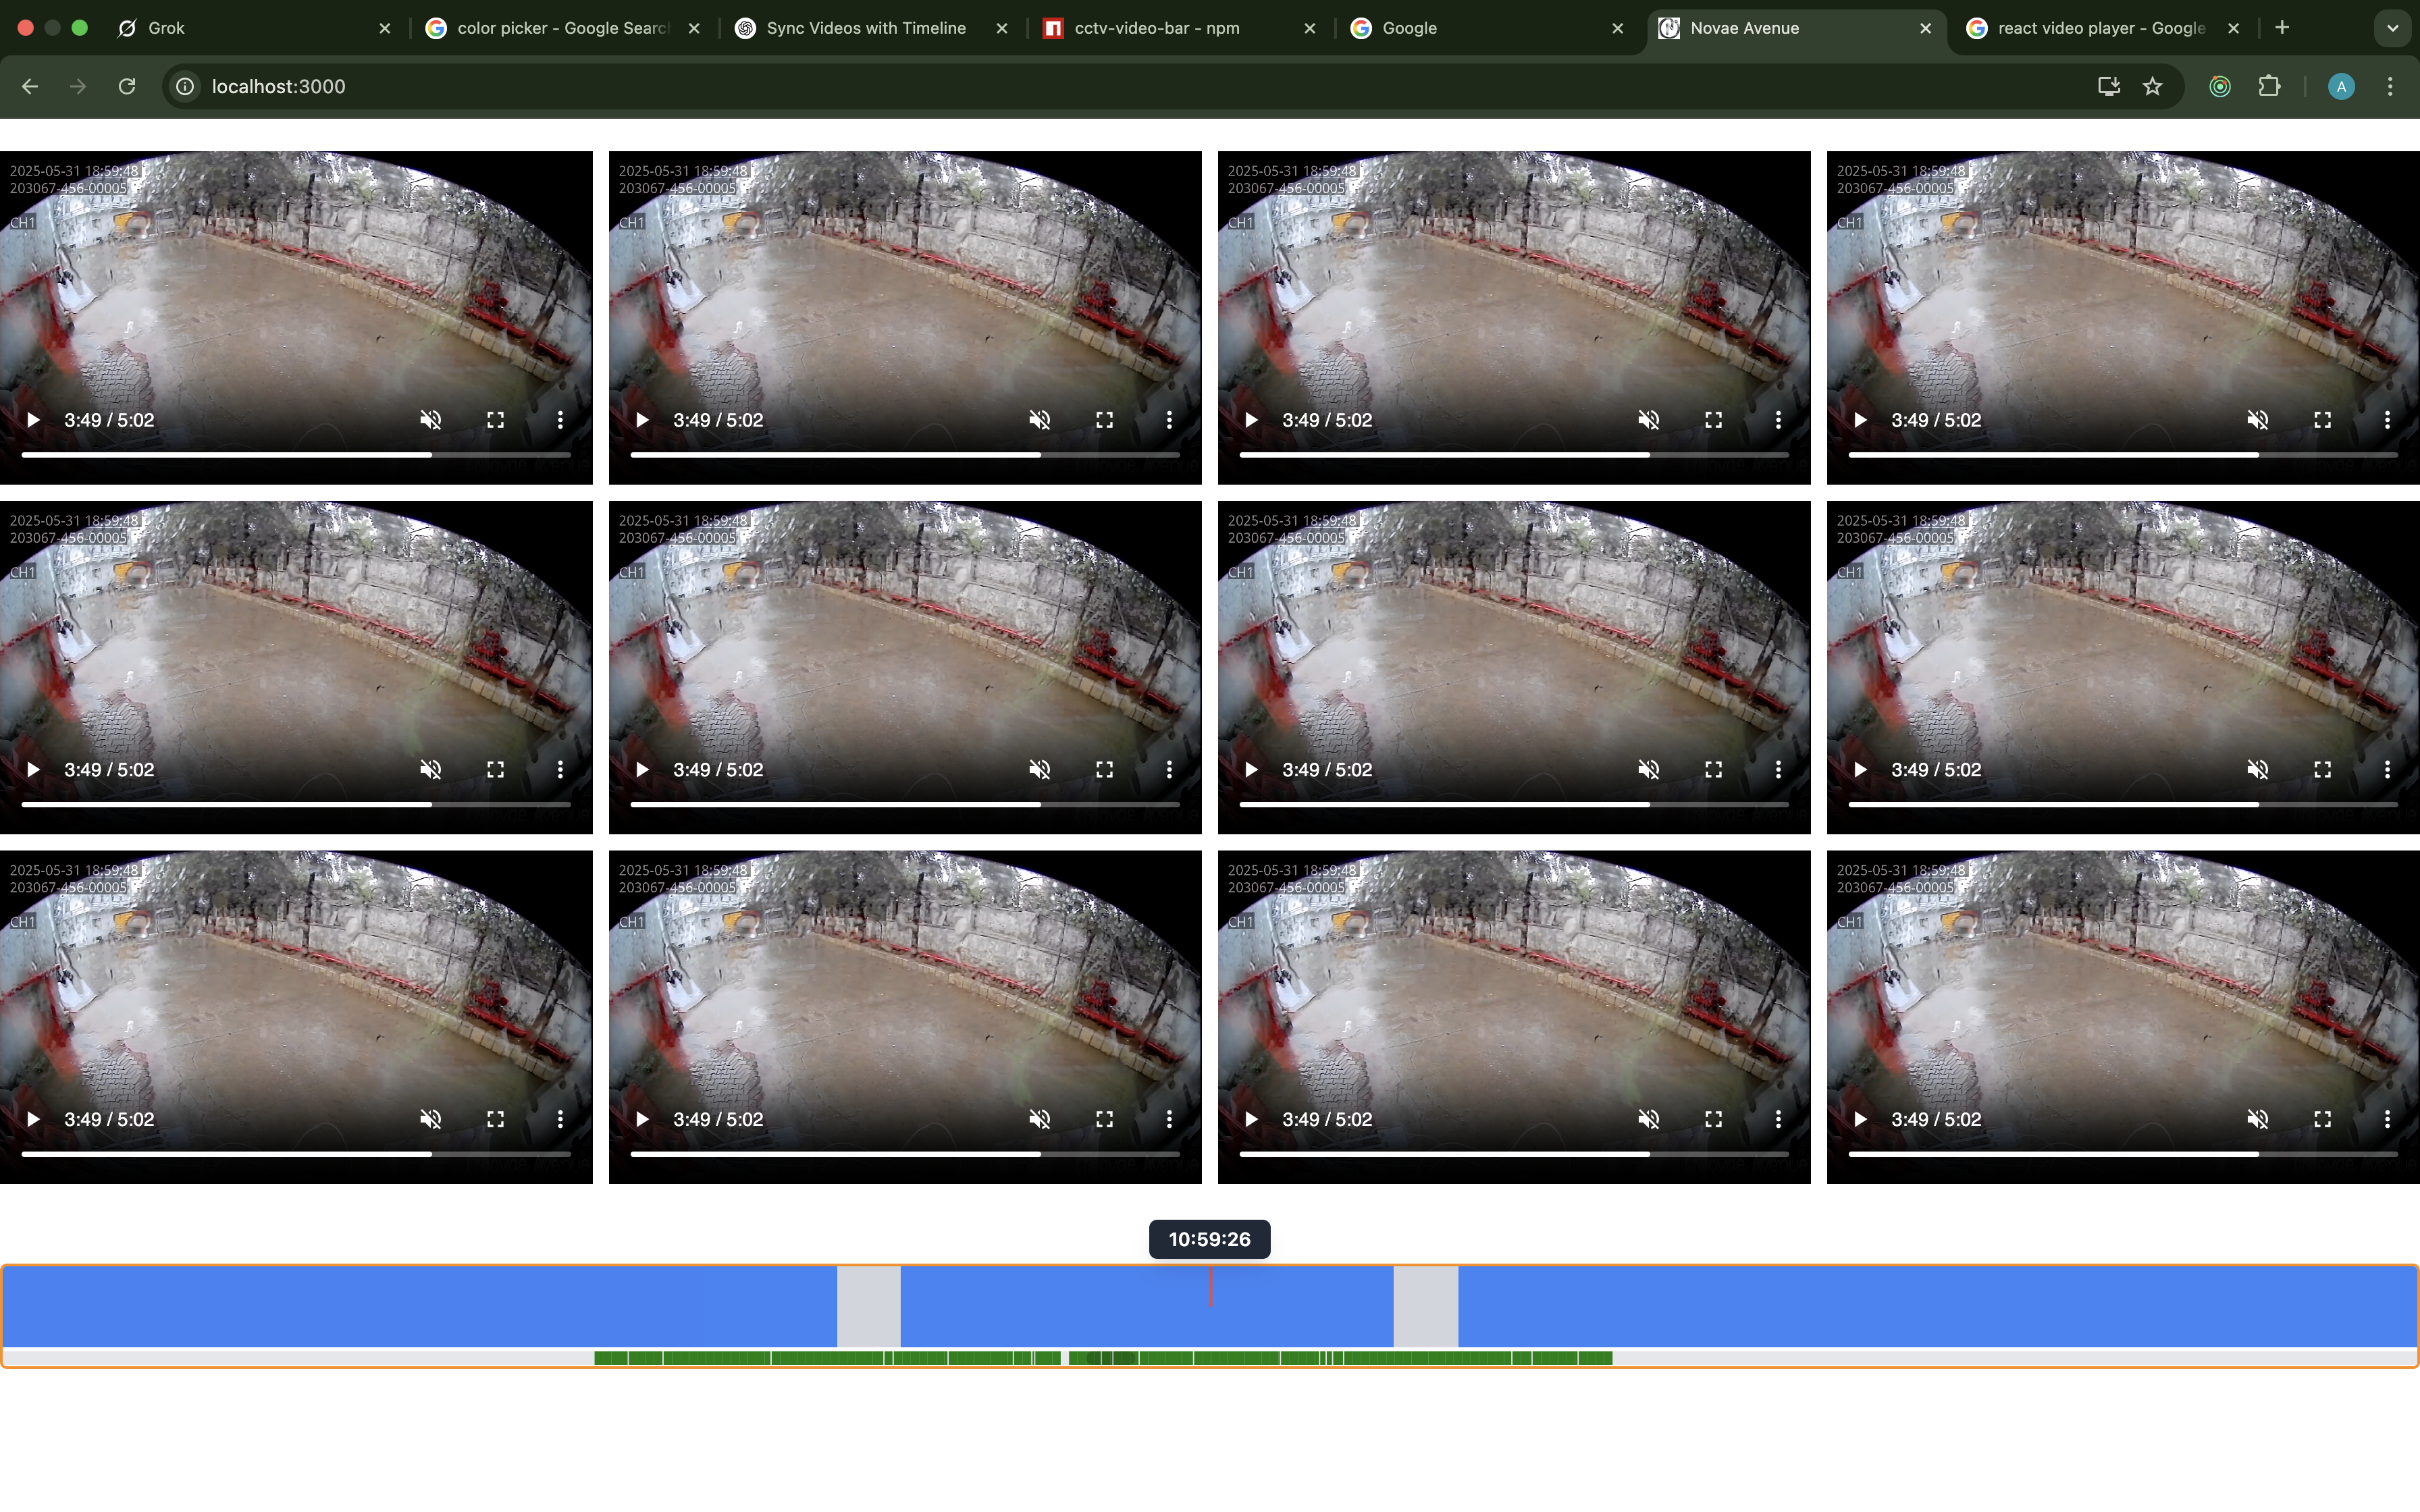 Grok
color picker - Google Searc
Sync Videos with Timeline
cctv-video-bar - npm
Google
Novae Avenue
react video player - Google
localhost:3000
A
2025-05-31 18:59:48
203067-456-00005
CH1
3:49 / 5:02
2025-05-31 18:59:48
203067-456-00005
CH1
3:49 / 5:02
2025-05-31 18:59:48
203067-456-00005
CH1
3:49 / 5:02
2025-05-31 18:59:48
203067-456-00005
CH1
3:49 / 5:02
2025-05-31 18:59:48
203067-456-00005
CH1
3:49 / 5:02
2025-05-31 18:59:48
203067-456-00005
CH1
3:49 / 5:02
2025-05-31 18:59:48
203067-456-00005
CH1
3:49 / 5:02
2025-05-31 18:59:48
203067-456-00005
CH1
3:49 / 5:02
2025-05-31 18:59:48
203067-456-00005
CH1
3:49 / 5:02
2025-05-31 18:59:48
203067-456-00005
CH1
3:49 / 5:02
2025-05-31 18:59:48
203067-456-00005
CH1
3:49 / 5:02
2025-05-31 18:59:48
203067-456-00005
CH1
3:49 / 5:02
10:59:26